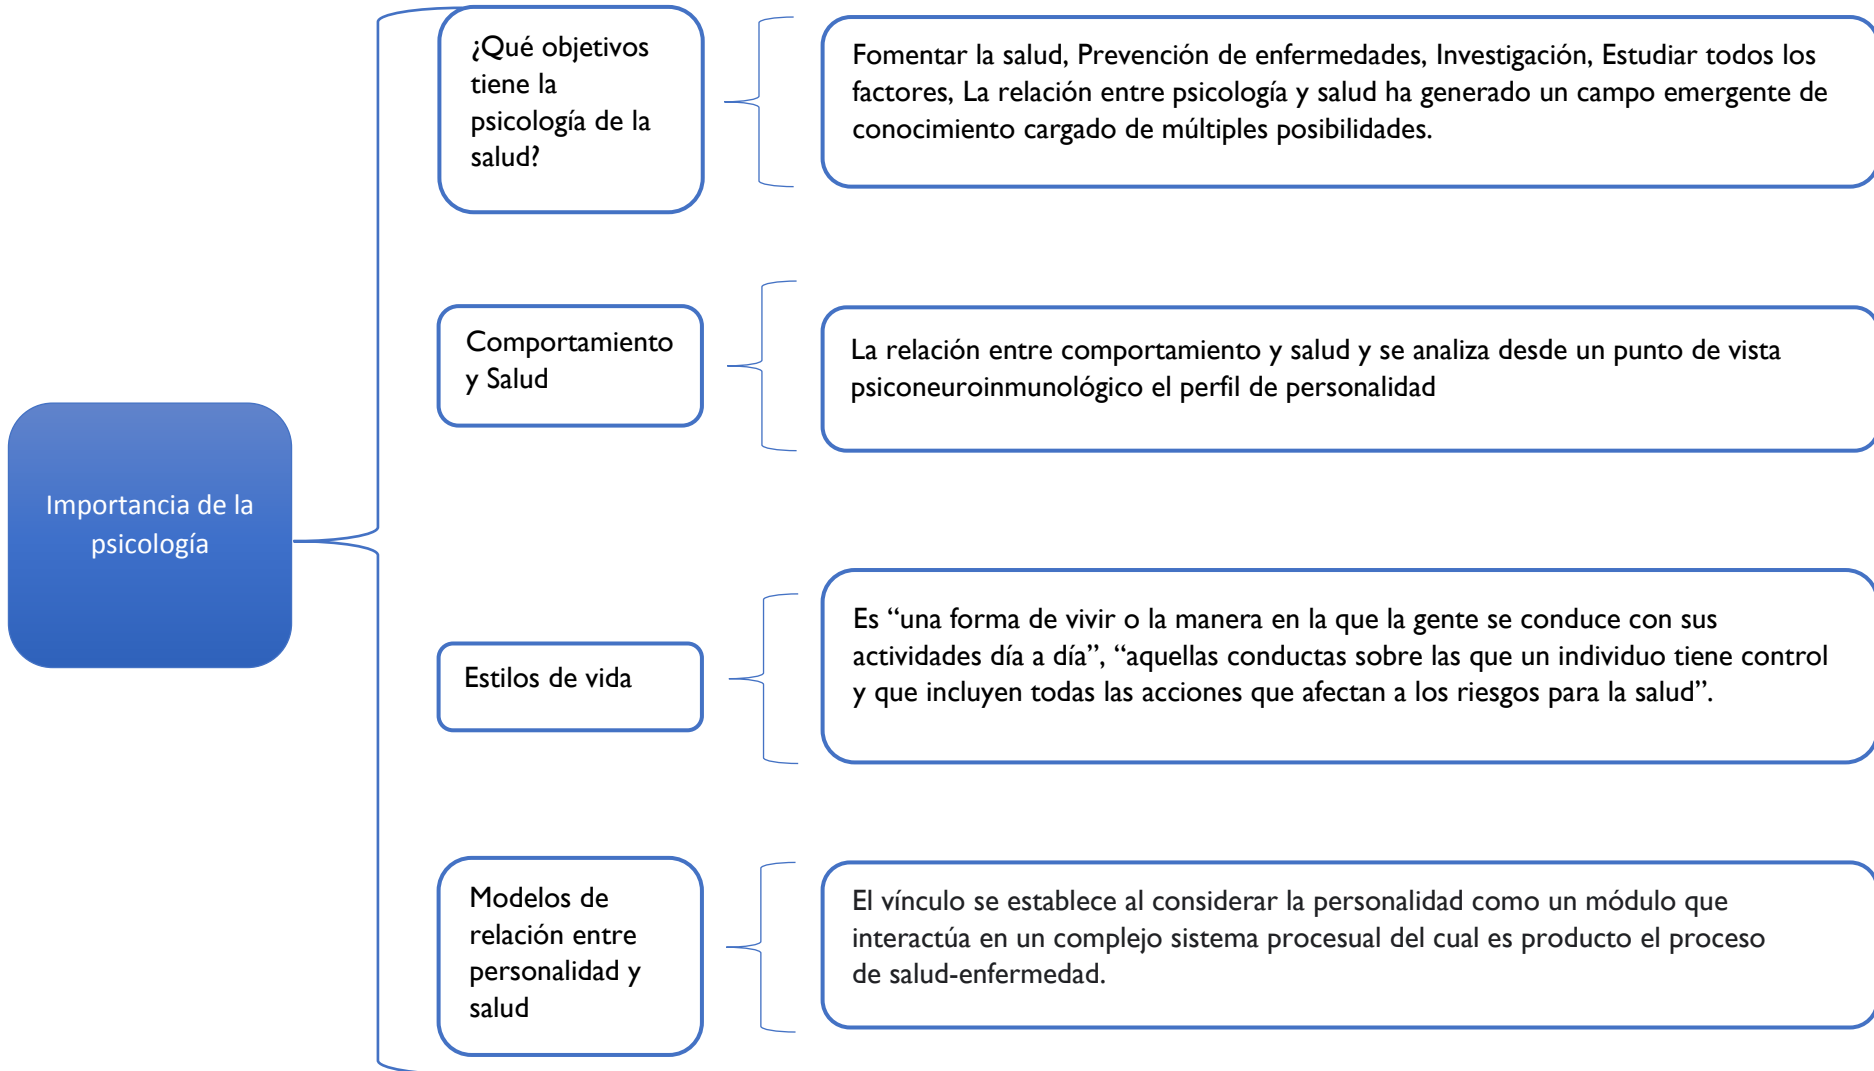 ¿Qué objetivos
tiene la
psicología de la
salud?
Fomentar la salud, Prevención de enfermedades, Investigación, Estudiar todos los
factores, La relación entre psicología y salud ha generado un campo emergente de
conocimiento cargado de múltiples posibilidades.
Comportamiento
y Salud
La relación entre comportamiento y salud y se analiza desde un punto de vista
psiconeuroinmunológico el perfil de personalidad
Importancia de la
psicología
Estilos de vida
Es “una forma de vivir o la manera en la que la gente se conduce con sus
actividades día a día”, “aquellas conductas sobre las que un individuo tiene control
y que incluyen todas las acciones que afectan a los riesgos para la salud”.
Modelos de
relación entre
personalidad y
salud
El vínculo se establece al considerar la personalidad como un módulo que
interactúa en un complejo sistema procesual del cual es producto el proceso
de salud-enfermedad.